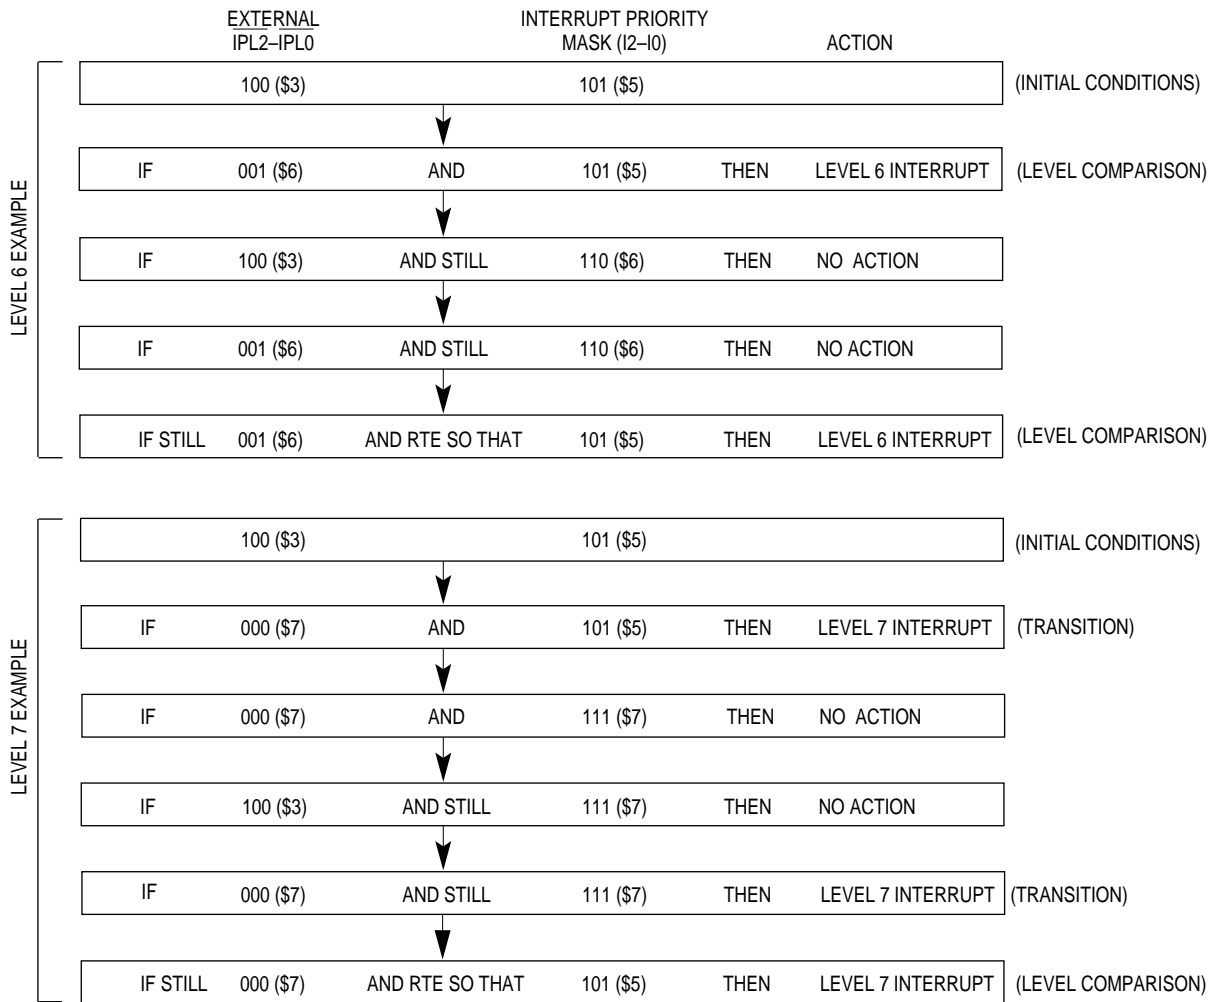 EXTERNAL INTERRUPT PRIORITY
IPL2–IPL0 MASK (I2–I0) ACTION
100 ($3) 101 ($5) (INITIAL CONDITIONS)
IF 001 ($6) AND 101 ($5) THEN LEVEL 6 INTERRUPT (LEVEL COMPARISON)
IF 100 ($3) AND STILL 110 ($6) THEN NO ACTION
IF 001 ($6) AND STILL 110 ($6) THEN NO ACTION
IF STILL 001 ($6) AND RTE SO THAT 101 ($5) THEN LEVEL 6 INTERRUPT (LEVEL COMPARISON)
LEVEL 6 EXAMPLE
100 ($3) 101 ($5) (INITIAL CONDITIONS)
IF 000 ($7) AND 101 ($5) THEN LEVEL 7 INTERRUPT (TRANSITION)
IF 000 ($7) AND 111 ($7) THEN NO ACTION
IF 100 ($3) AND STILL 111 ($7) THEN NO ACTION
IF 000 ($7) AND STILL 111 ($7) THEN LEVEL 7 INTERRUPT (TRANSITION)
IF STILL 000 ($7) AND RTE SO THAT 101 ($5) THEN LEVEL 7 INTERRUPT (LEVEL COMPARISON)
LEVEL 7 EXAMPLE